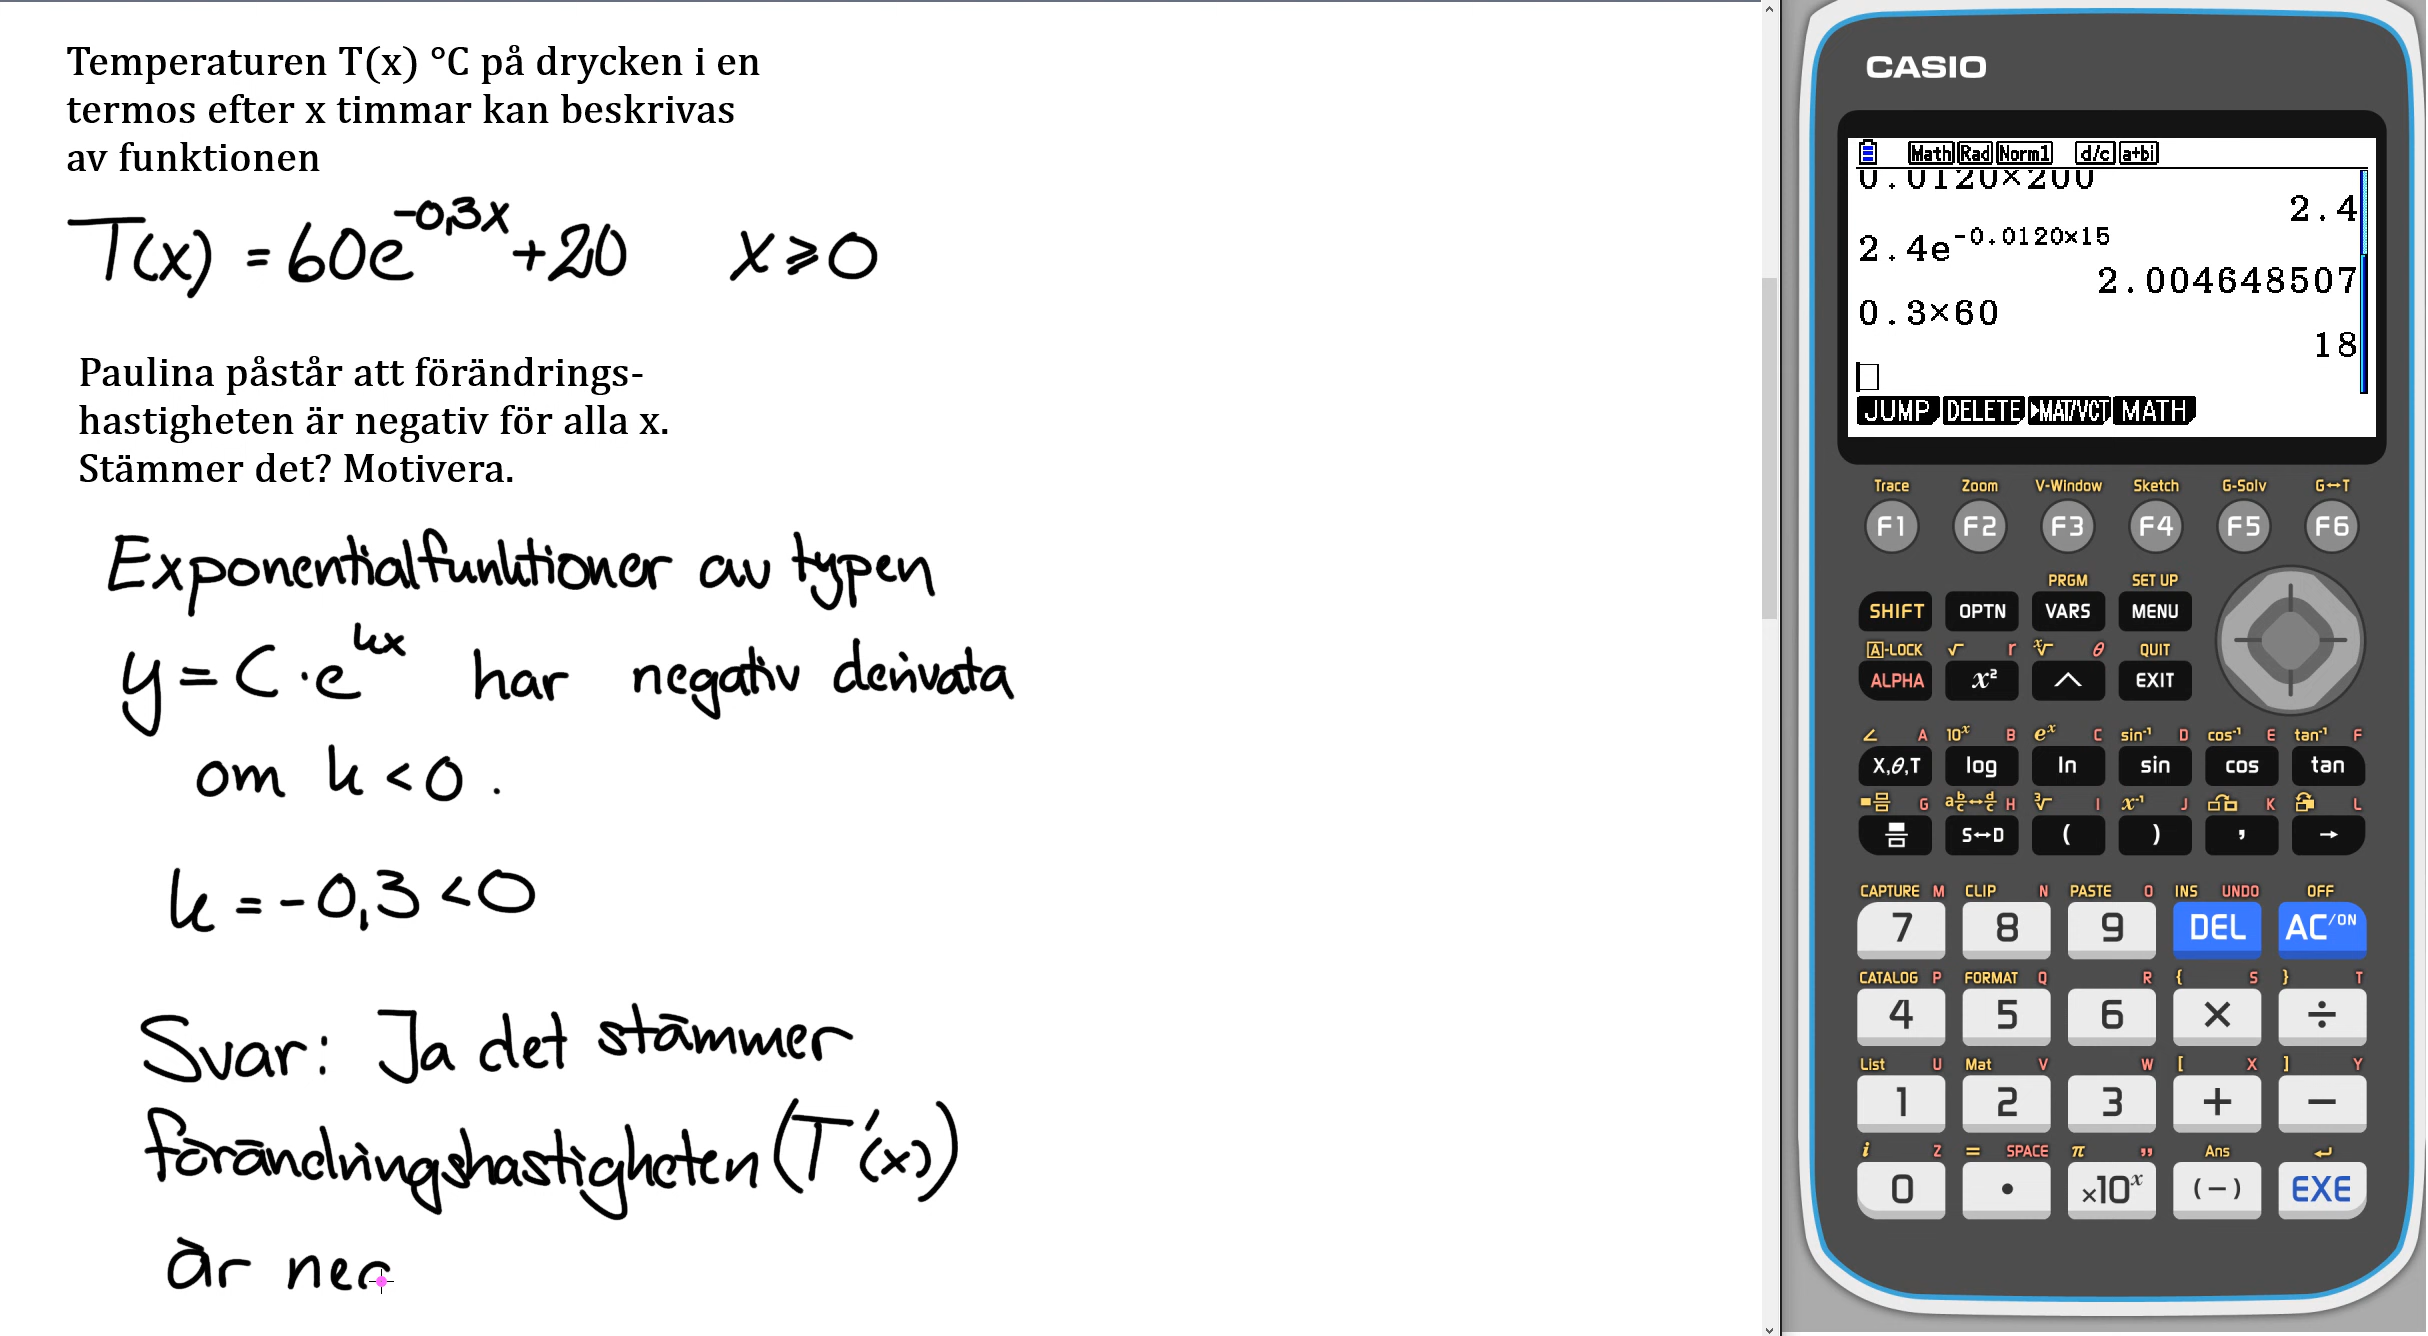 Temperaturen T(x) °C på drycken i en
termos efter x timmar kan beskrivas
av funktionen
T(x) = 60e^-0,3x + 20   x ⩾ 0
Paulina påstår att förändrings-
hastigheten är negativ för alla x.
Stämmer det? Motivera.
Exponentialfunktioner av typen
y = C · e^kx har negativ derivata
om k < 0 .
k = -0,3 < 0
Svar: Ja det stämmer
förändringshastigheten (T'(x))
är neg
CASIO
Math Rad Norm1 d/c a+bi
0.0120×200
2.4
2.4e^-0.0120×15
2.004648507
0.3×60
18
JUMP DELETE ▶MAT/VCT MATH
Trace Zoom V-Window Sketch G-Solv G↔T
F1 F2 F3 F4 F5 F6
PRGM SET UP
SHIFT OPTN VARS MENU
A-LOCK √ r x√ θ QUIT
ALPHA x² ^ EXIT
∠ A 10^x B e^x C sin⁻¹ D cos⁻¹ E tan⁻¹ F
X,θ,T log ln sin cos tan
G a b/c↔d/c H ³√ I x⁻¹ J K L
S↔D ( ) , →
CAPTURE M CLIP N PASTE O INS UNDO OFF
7 8 9 DEL AC/ON
CATALOG P FORMAT Q R { S } T
4 5 6 × ÷
List U Mat V W [ X ] Y
1 2 3 + −
i Z = SPACE π " Ans ↵
0 • ×10^x (−) EXE